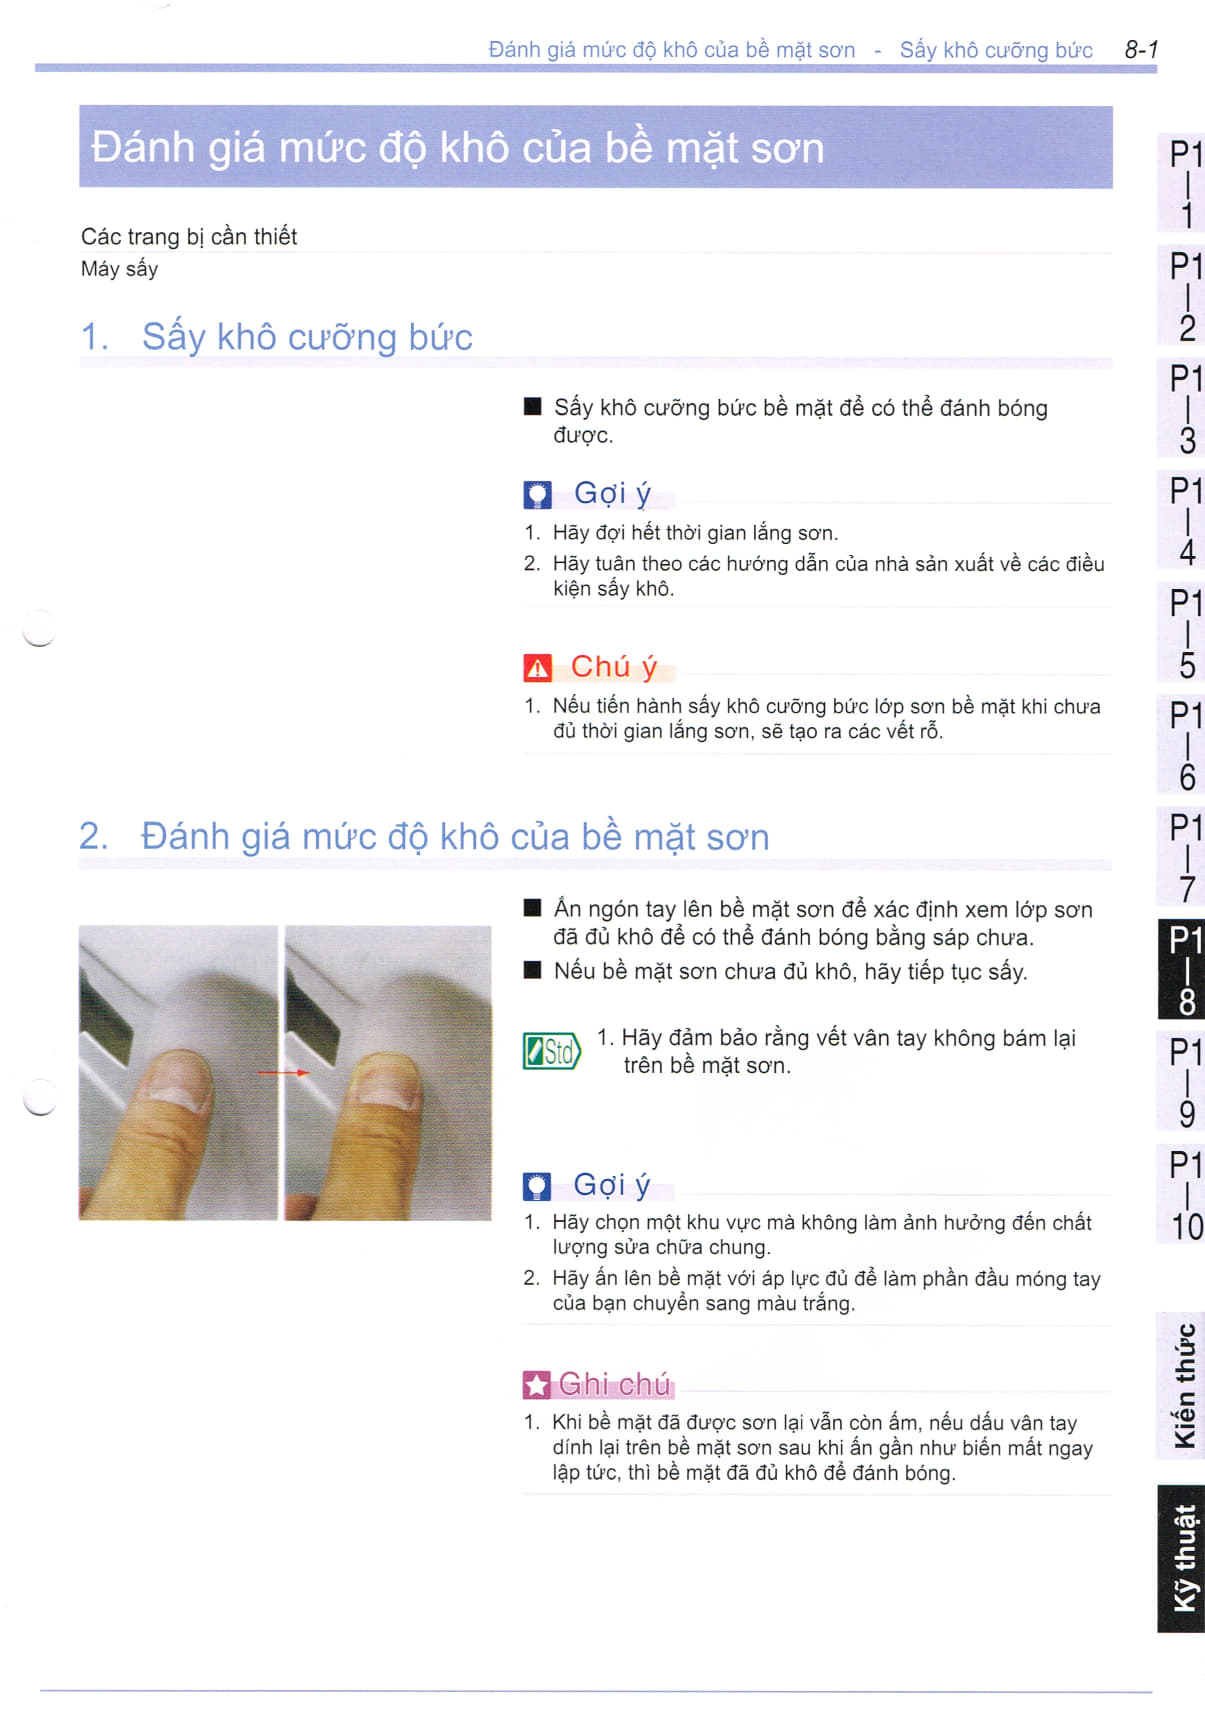 Đánh giá mức độ khô của bề mặt sơn - Sấy khô cưỡng bức 8-1
Đánh giá mức độ khô của bề mặt sơn
Các trang bị cần thiết
Máy sấy
1. Sấy khô cưỡng bức
■ Sấy khô cưỡng bức bề mặt để có thể đánh bóng
được.
Gợi ý
1. Hãy đợi hết thời gian lắng sơn.
2. Hãy tuân theo các hướng dẫn của nhà sản xuất về các điều
kiện sấy khô.
Chú ý
1. Nếu tiến hành sấy khô cưỡng bức lớp sơn bề mặt khi chưa
đủ thời gian lắng sơn, sẽ tạo ra các vết rỗ.
2. Đánh giá mức độ khô của bề mặt sơn
■ Ấn ngón tay lên bề mặt sơn để xác định xem lớp sơn
đã đủ khô để có thể đánh bóng bằng sáp chưa.
■ Nếu bề mặt sơn chưa đủ khô, hãy tiếp tục sấy.
Std
1. Hãy đảm bảo rằng vết vân tay không bám lại
trên bề mặt sơn.
Gợi ý
1. Hãy chọn một khu vực mà không làm ảnh hưởng đến chất
lượng sửa chữa chung.
2. Hãy ấn lên bề mặt với áp lực đủ để làm phần đầu móng tay
của bạn chuyển sang màu trắng.
Ghi chú
1. Khi bề mặt đã được sơn lại vẫn còn ấm, nếu dấu vân tay
dính lại trên bề mặt sơn sau khi ấn gần như biến mất ngay
lập tức, thì bề mặt đã đủ khô để đánh bóng.
P1
1
P1
2
P1
3
P1
4
P1
5
P1
6
P1
7
P1
8
P1
9
P1
10
Kiến thức
Kỹ thuật